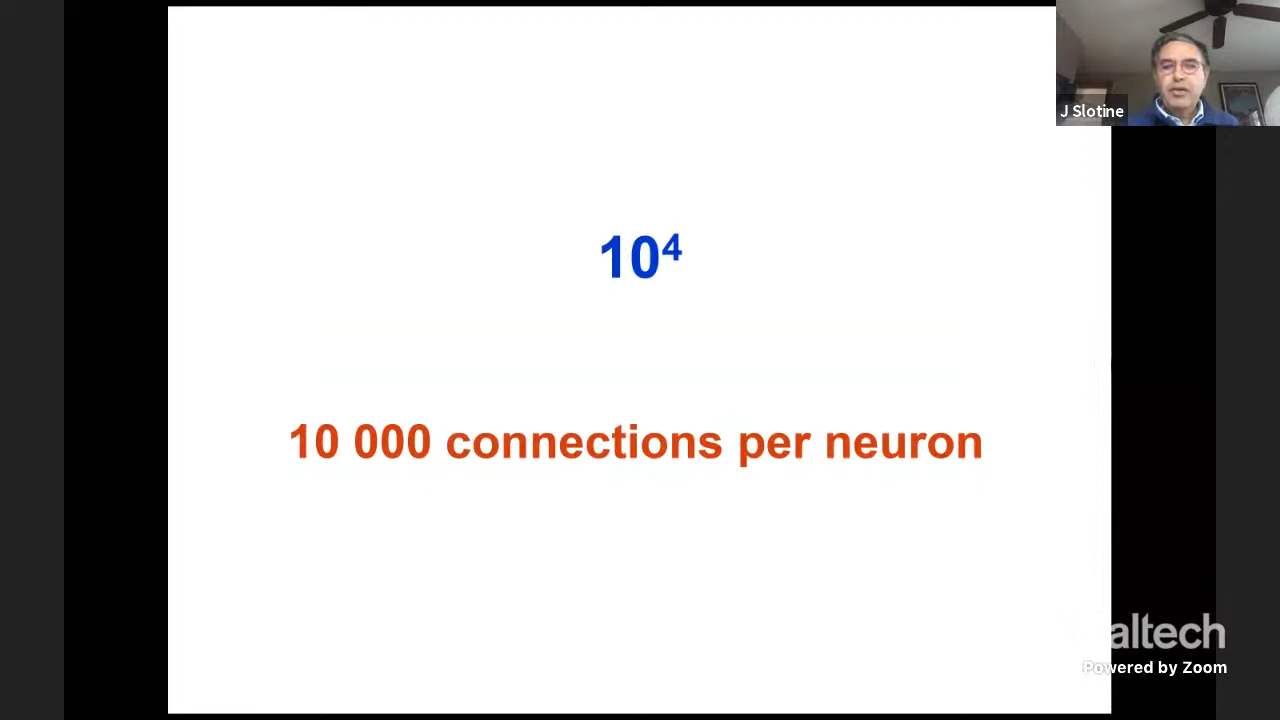 J Slotine
10⁴
10 000 connections per neuron
altech
Powered by Zoom